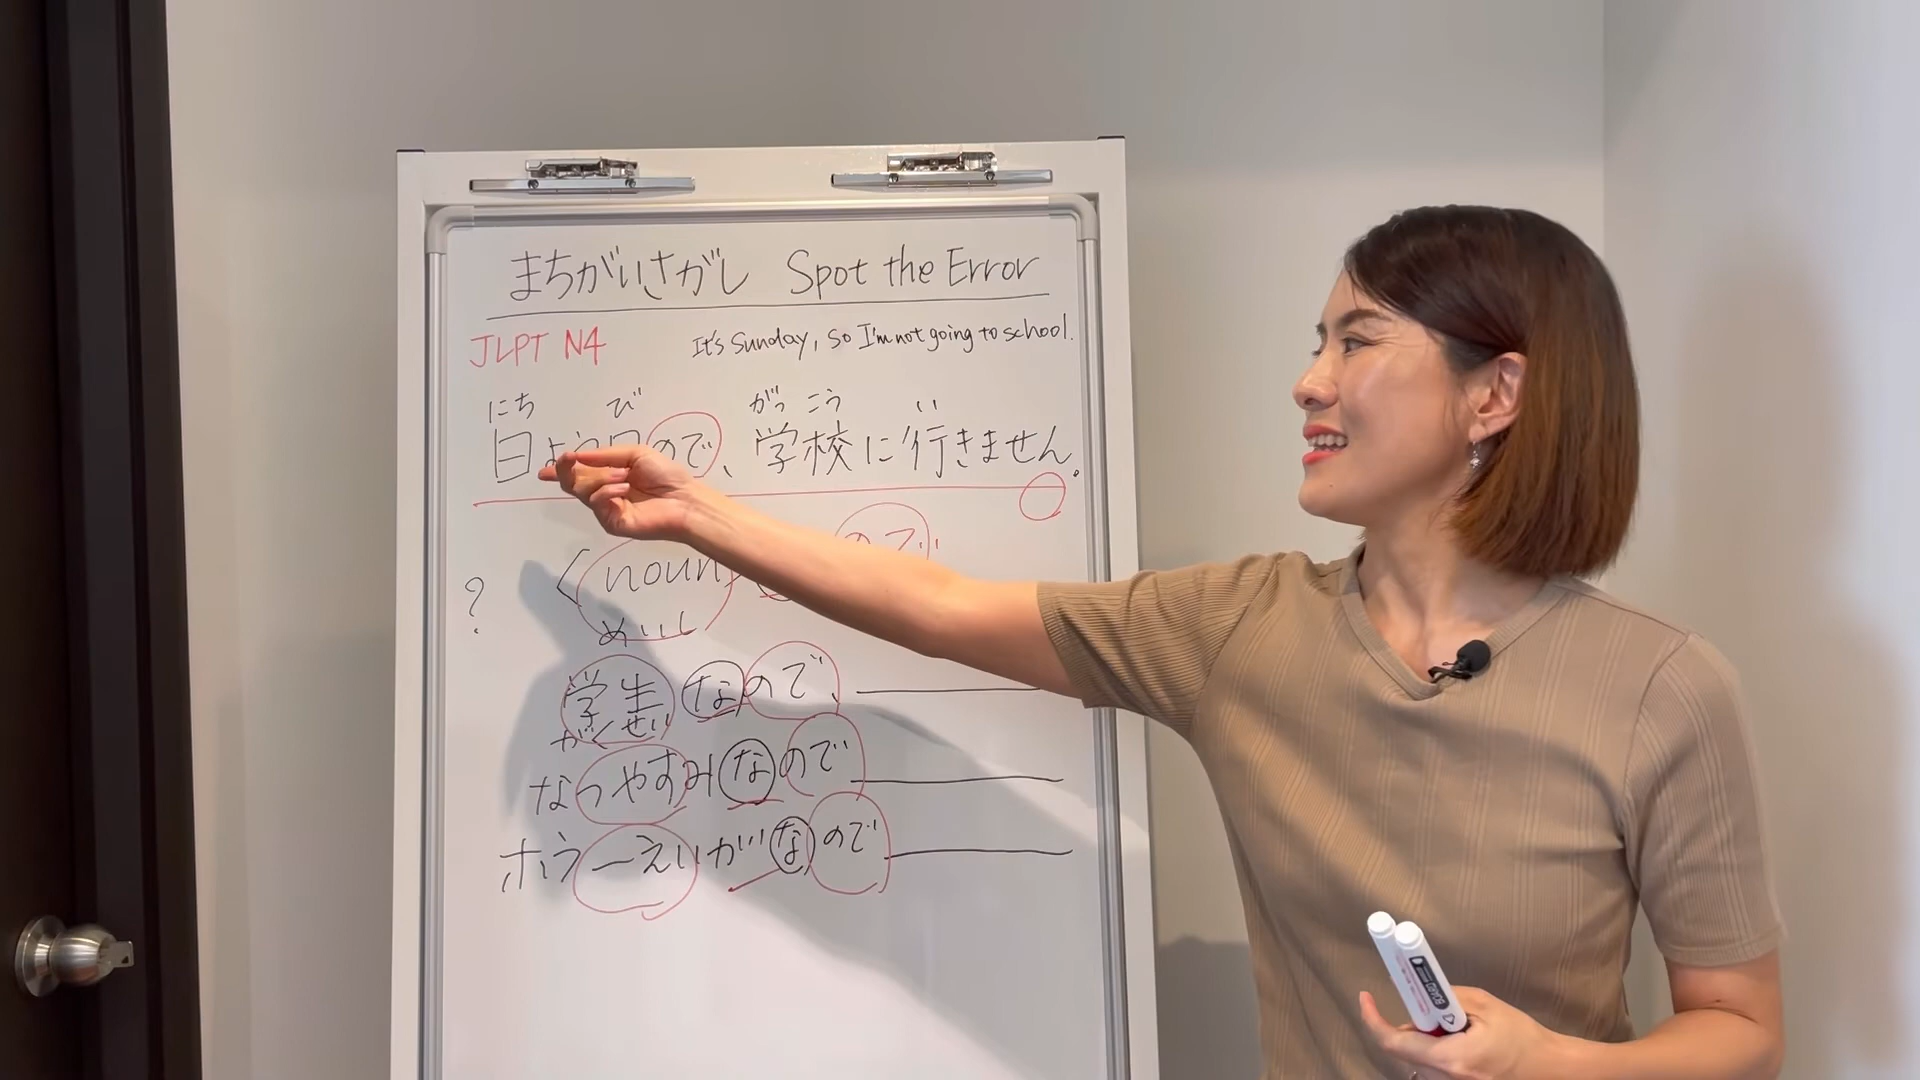 まちがいさがし Spot the Error
JLPT N4 It's Sunday, so I'm not going to school.
にち び がっ こう い
日よう日ので、学校に行きません。
ので
? < noun
めいし
学生なので、
がくせい
なつやすみなので
ホラーえいがなので